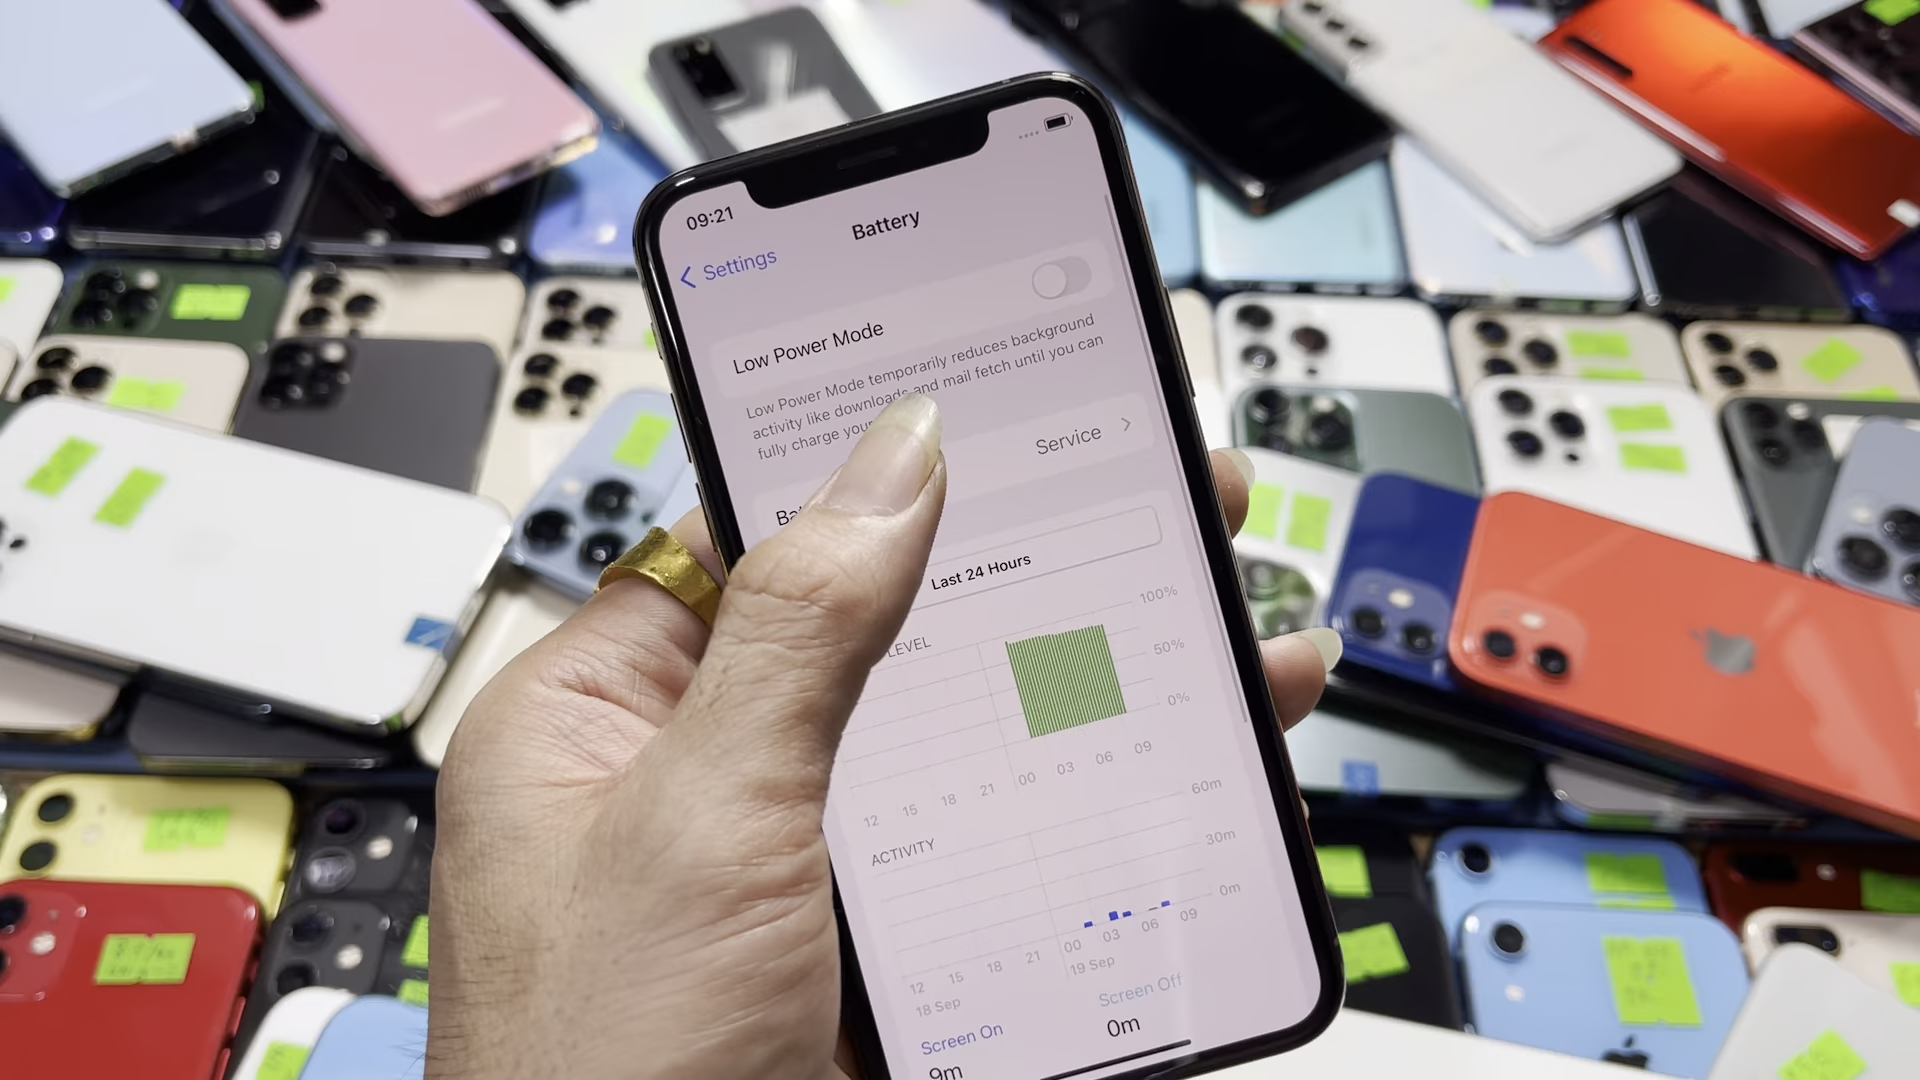 09:21
Battery
Settings
Low Power Mode
Low Power Mode temporarily reduces background
activity like downloads and mail fetch until you can
fully charge your
Service
Last 24 Hours
LEVEL
100%
50%
0%
12 15 18 21 00 03 06 09
ACTIVITY
60m
30m
0m
12 15 18 21 00 03 06 09
18 Sep 19 Sep
Screen On Screen Off
9m 0m